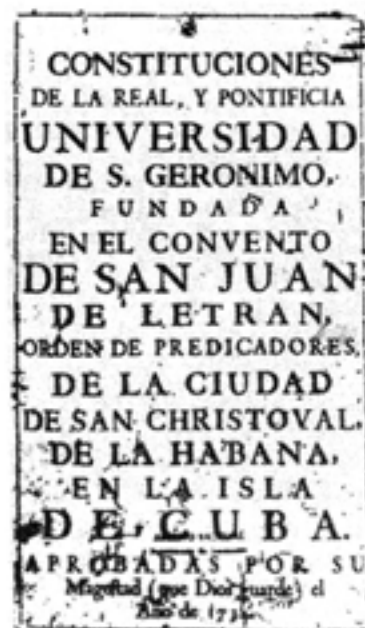 CONSTITUCIONES
DE LA REAL, Y PONTIFICIA
UNIVERSIDAD
DE S. GERONIMO,
FUNDADA
EN EL CONVENTO
DE SAN JUAN
DE LETRAN,
ORDEN DE PREDICADORES,
DE LA CIUDAD
DE SAN CHRISTOVAL,
DE LA HABANA,
EN LA ISLA
DE CUBA.
APROBADAS POR SU
Magestad (que Dios guarde) el
Año de